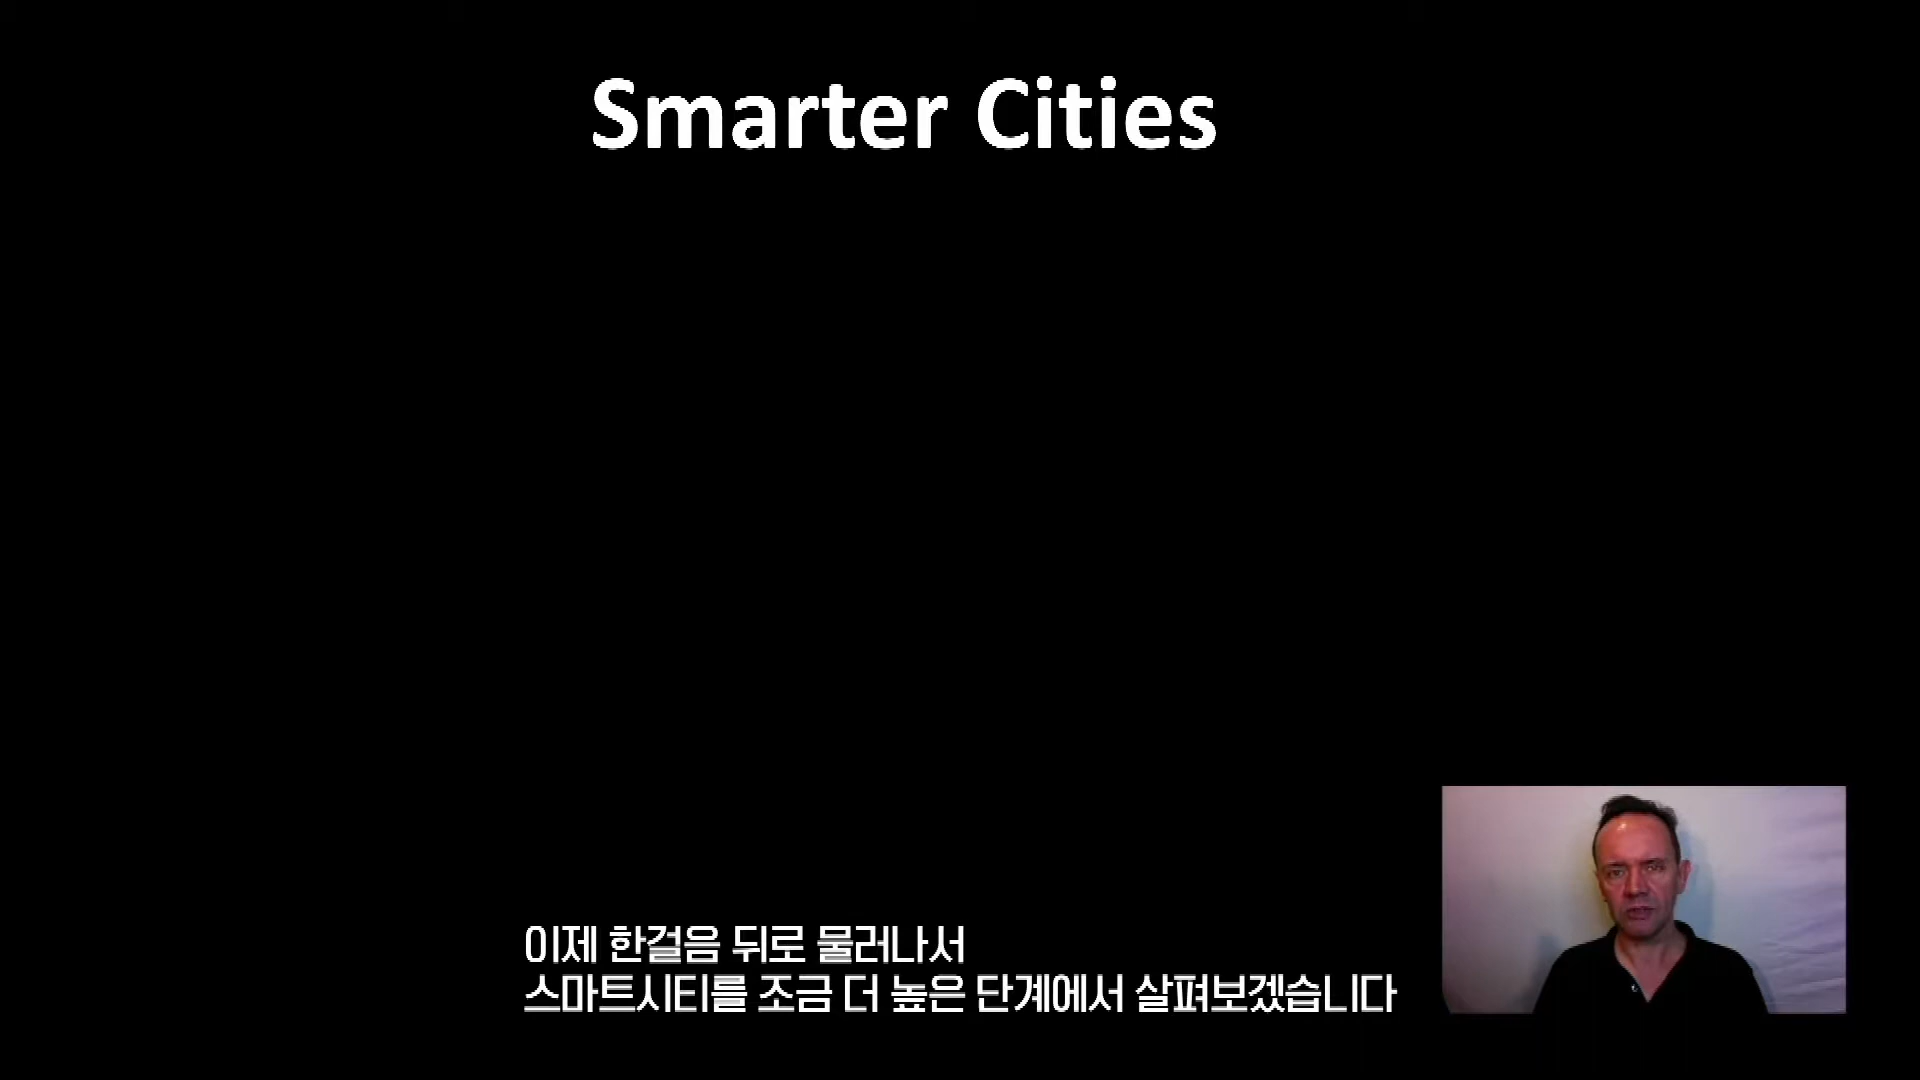 Smarter Cities
이제 한걸음 뒤로 물러나서
스마트시티를 조금 더 높은 단계에서 살펴보겠습니다